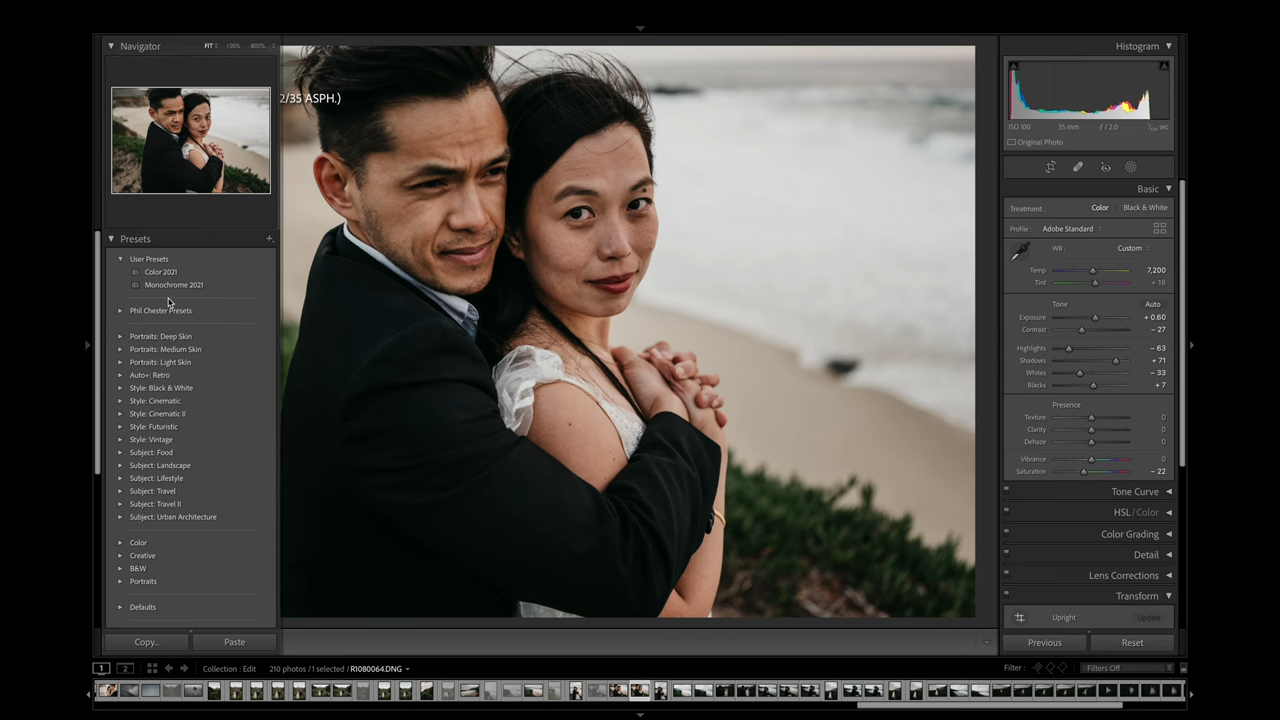 Navigator
FIT 100% 800%
2/35 ASPH.)
Presets
User Presets
Color 2021
Monochrome 2021
Phil Chester Presets
Portraits: Deep Skin
Portraits: Medium Skin
Portraits: Light Skin
Auto+: Retro
Style: Black & White
Style: Cinematic
Style: Cinematic II
Style: Futuristic
Style: Vintage
Subject: Food
Subject: Landscape
Subject: Lifestyle
Subject: Travel
Subject: Travel II
Subject: Urban Architecture
Color
Creative
B&W
Portraits
Defaults
Copy...
Paste
Histogram
ISO 100 35 mm ƒ / 2.0 sec
Original Photo
Basic
Treatment : Color Black & White
Profile : Adobe Standard
WB : Custom
Temp 7,200
Tint + 18
Tone Auto
Exposure + 0.60
Contrast – 27
Highlights – 63
Shadows + 71
Whites – 33
Blacks + 7
Presence
Texture 0
Clarity 0
Dehaze 0
Vibrance 0
Saturation – 22
Tone Curve
HSL / Color
Color Grading
Detail
Lens Corrections
Transform
Upright Update
Previous
Reset
1 2 Collection : Edit 210 photos / 1 selected / R1080064.DNG
Filter : Filters Off